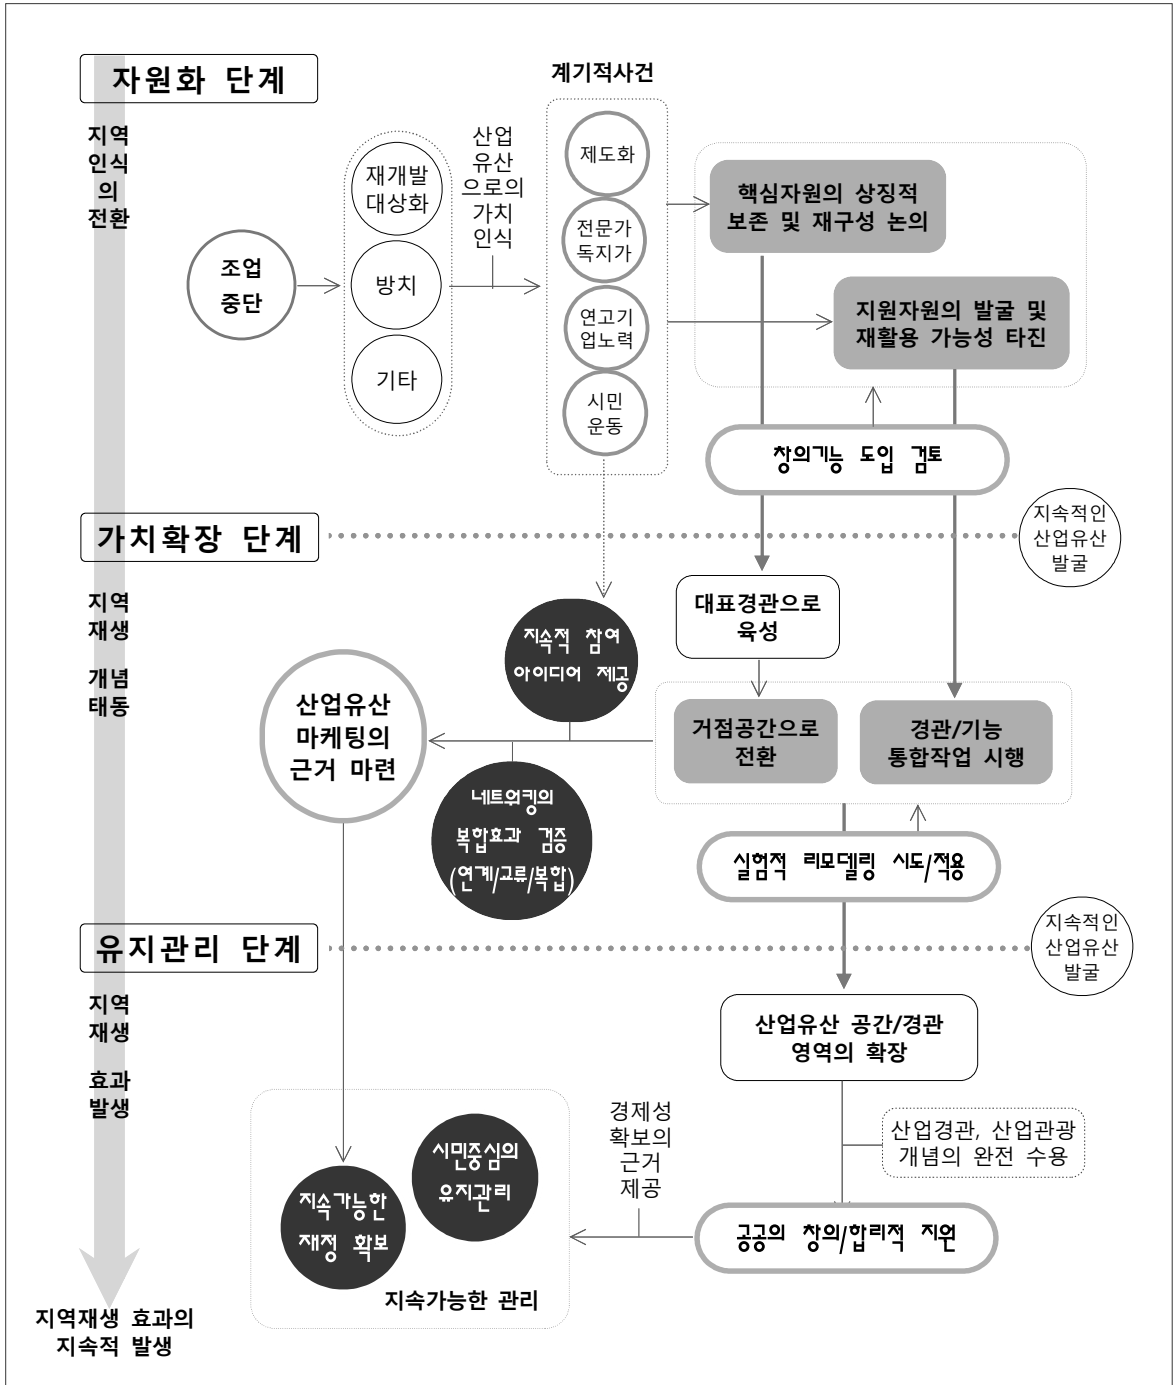 자원화 단계
지역
인식
의
전환
조업
중단
재개발
대상화
방치
기타
산업
유산
으로의
가치
인식
계기적사건
제도화
전문가
독지가
연고기
업노력
시민
운동
핵심자원의 상징적
보존 및 재구성 논의
지원자원의 발굴 및
재활용 가능성 타진
창의기능 도입 검토
가치확장 단계
지속적인
산업유산
발굴
지역
재생
개념
태동
대표경관으로
육성
지속적 참여
아이디어 제공
산업유산
마케팅의
근거 마련
거점공간으로
전환
경관/기능
통합작업 시행
네트워킹의
복합효과 검증
(연계/교류/복합)
실험적 리모델링 시도/적용
유지관리 단계
지속적인
산업유산
발굴
지역
재생
효과
발생
산업유산 공간/경관
영역의 확장
경제성
확보의
근거
제공
산업경관, 산업관광
개념의 완전 수용
시민중심의
유지관리
지속가능한
재정 확보
공공의 창의/합리적 지원
지속가능한 관리
지역재생 효과의
지속적 발생